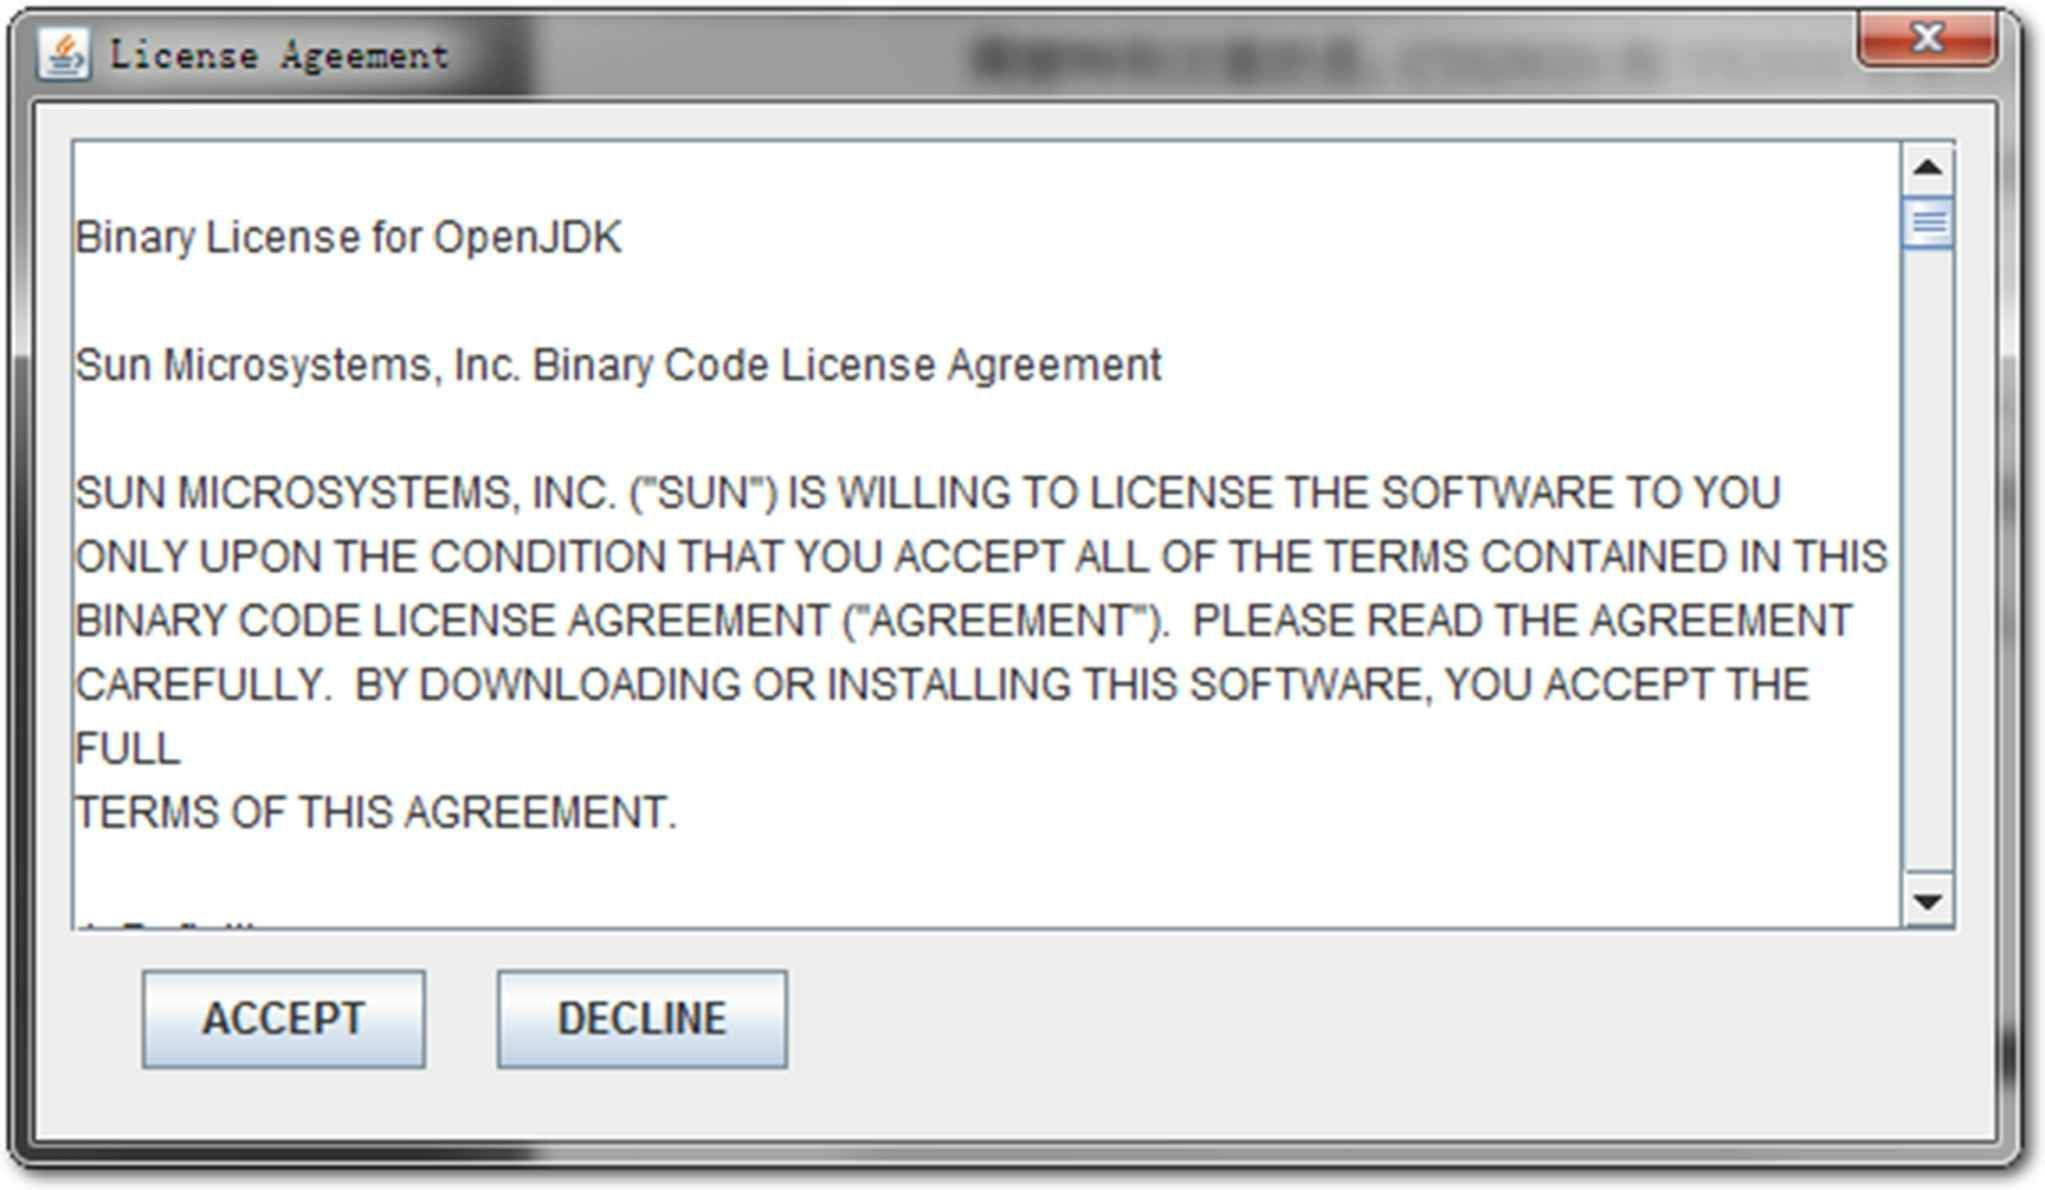 License Ageement
Binary License for OpenJDK
Sun Microsystems, Inc. Binary Code License Agreement
SUN MICROSYSTEMS, INC. ("SUN") IS WILLING TO LICENSE THE SOFTWARE TO YOU
ONLY UPON THE CONDITION THAT YOU ACCEPT ALL OF THE TERMS CONTAINED IN THIS
BINARY CODE LICENSE AGREEMENT ("AGREEMENT").  PLEASE READ THE AGREEMENT
CAREFULLY.  BY DOWNLOADING OR INSTALLING THIS SOFTWARE, YOU ACCEPT THE
FULL
TERMS OF THIS AGREEMENT.
ACCEPT
DECLINE